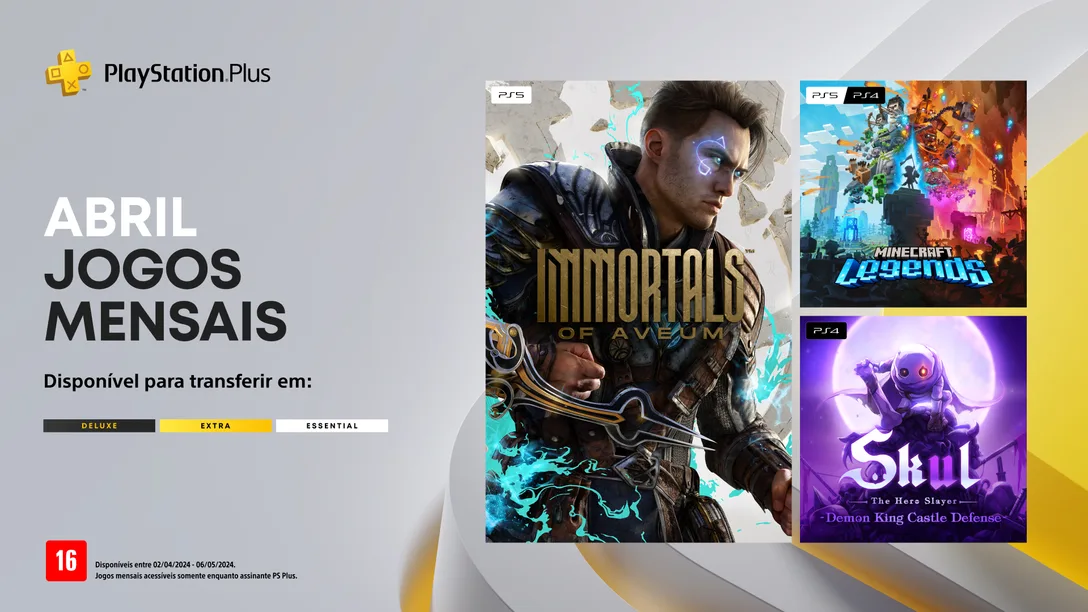 PlayStation.Plus
ABRIL
JOGOS
MENSAIS
Disponível para transferir em:
DELUXE
EXTRA
ESSENTIAL
16
Disponíveis entre 02/04/2024 - 06/05/2024.
Jogos mensais acessíveis somente enquanto assinante PS Plus.
PS5
IMMORTALS™
OF AVEUM
PS5 PS4
MINECRAFT
Legends
PS4
Skul
The Hero Slayer
-Demon King Castle Defense-